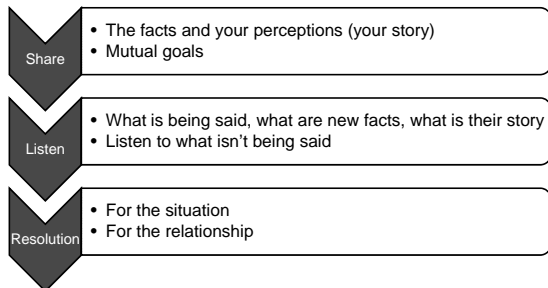 Share
• The facts and your perceptions (your story)
• Mutual goals
Listen
• What is being said, what are new facts, what is their story
• Listen to what isn't being said
Resolution
• For the situation
• For the relationship